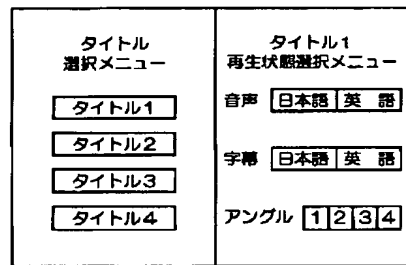 タイトル
選択メニュー
タイトル1
タイトル2
タイトル3
タイトル4
タイトル1
再生状態選択メニュー
音声 日本語 英 語
字幕 日本語 英 語
アングル 1 2 3 4